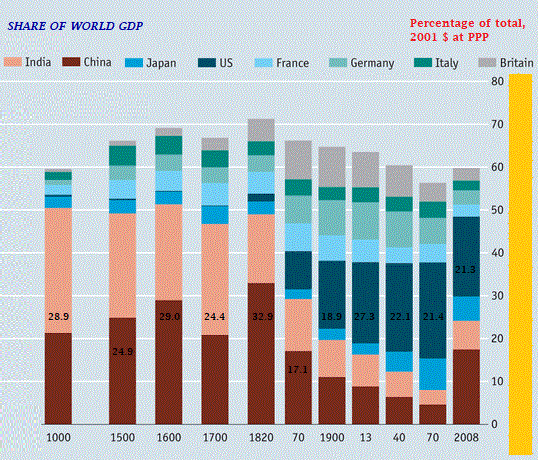 SHARE OF WORLD GDP
Percentage of total,
2001 $ at PPP
India China Japan US France Germany Italy Britain
80
70
60
50
40
30
20
10
0
28.9 24.9 29.0 24.4 32.9 17.1 18.9 27.3 22.1 21.4 21.3
1000 1500 1600 1700 1820 70 1900 13 40 70 2008